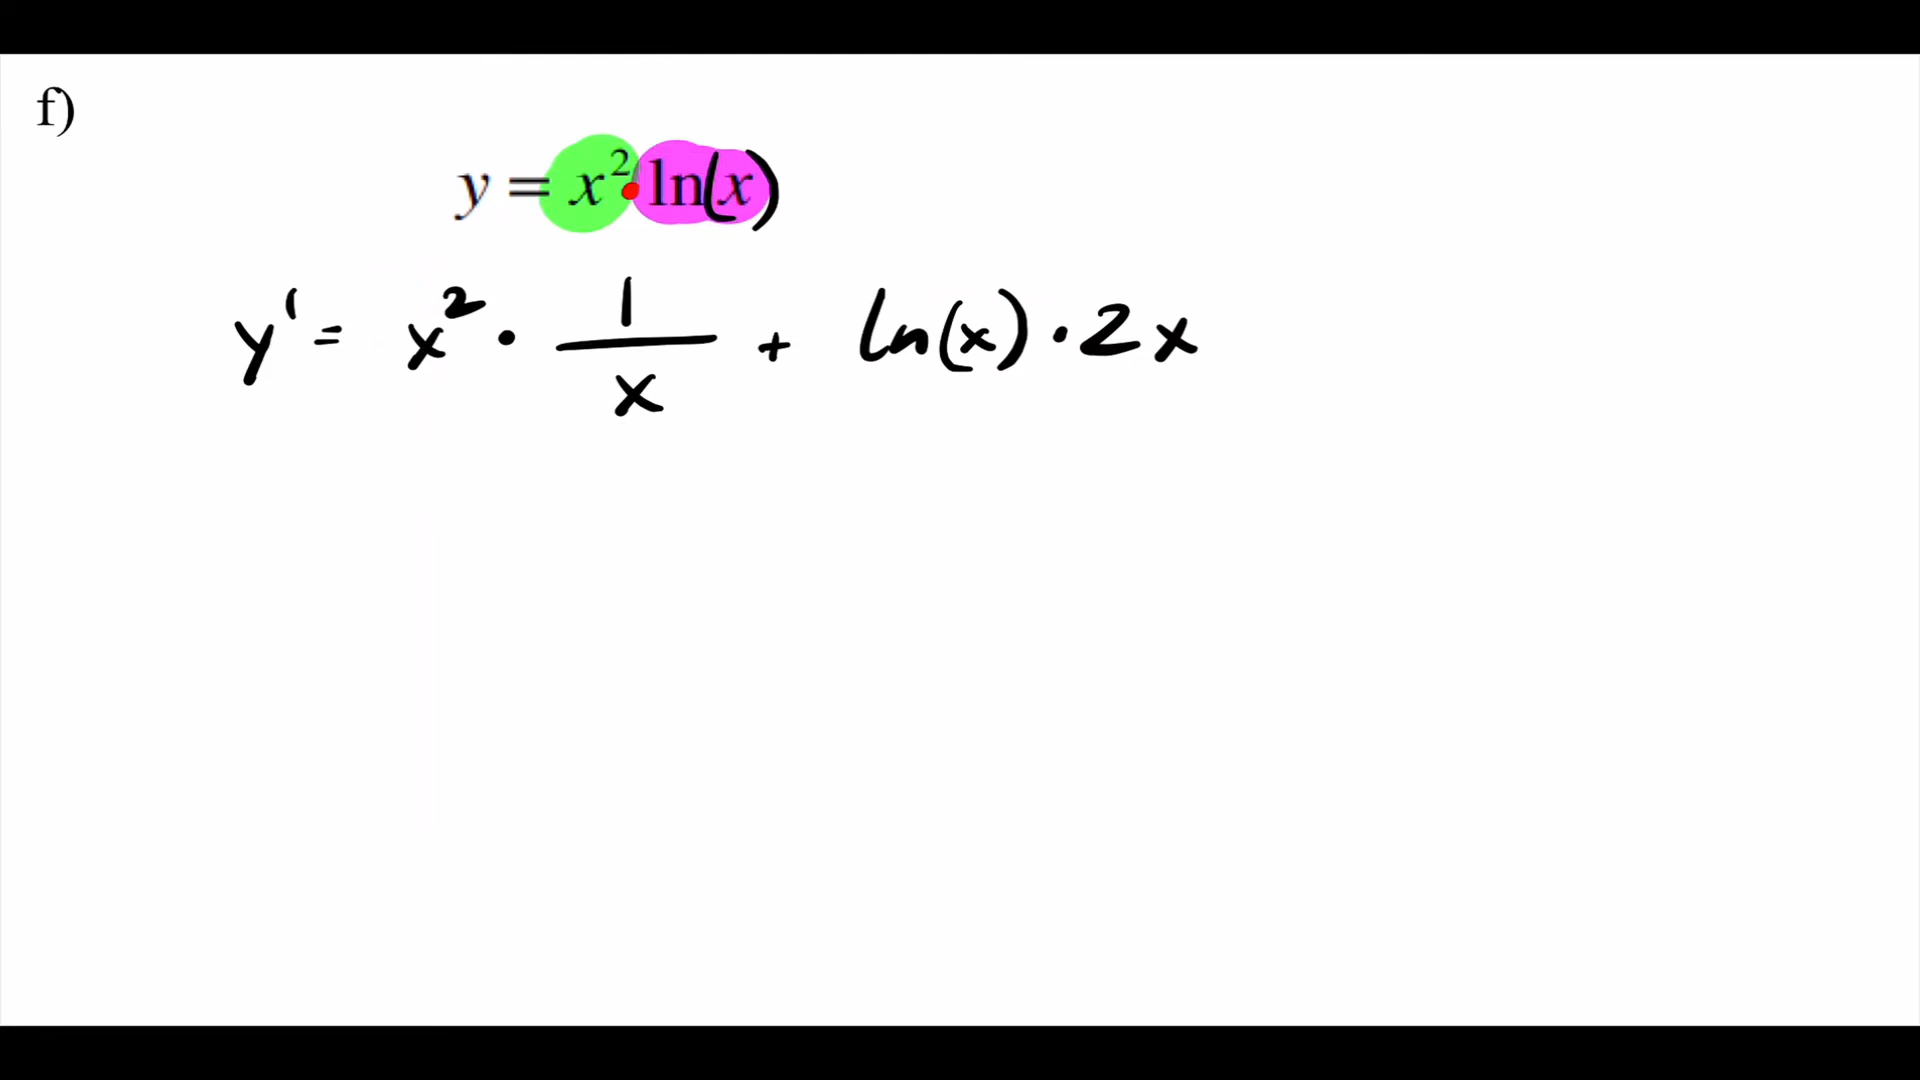 f)
y = x² · ln(x)
y' = x² · 1/x + ln(x) · 2x